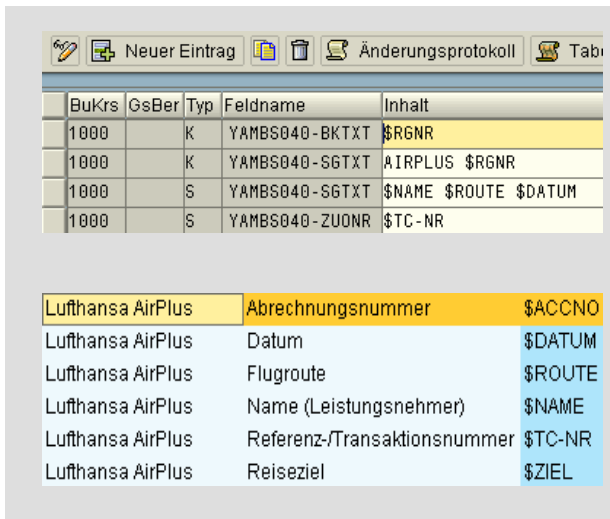 Neuer Eintrag Änderungsprotokoll
BuKrs GsBer Typ Feldname Inhalt
1000 K YAMBS040-BKTXT $RGNR
1000 K YAMBS040-SGTXT AIRPLUS $RGNR
1000 S YAMBS040-SGTXT $NAME $ROUTE $DATUM
1000 S YAMBS040-ZUONR $TC-NR
Lufthansa AirPlus Abrechnungsnummer $ACCNO
Lufthansa AirPlus Datum $DATUM
Lufthansa AirPlus Flugroute $ROUTE
Lufthansa AirPlus Name (Leistungsnehmer) $NAME
Lufthansa AirPlus Referenz-/Transaktionsnummer $TC-NR
Lufthansa AirPlus Reiseziel $ZIEL